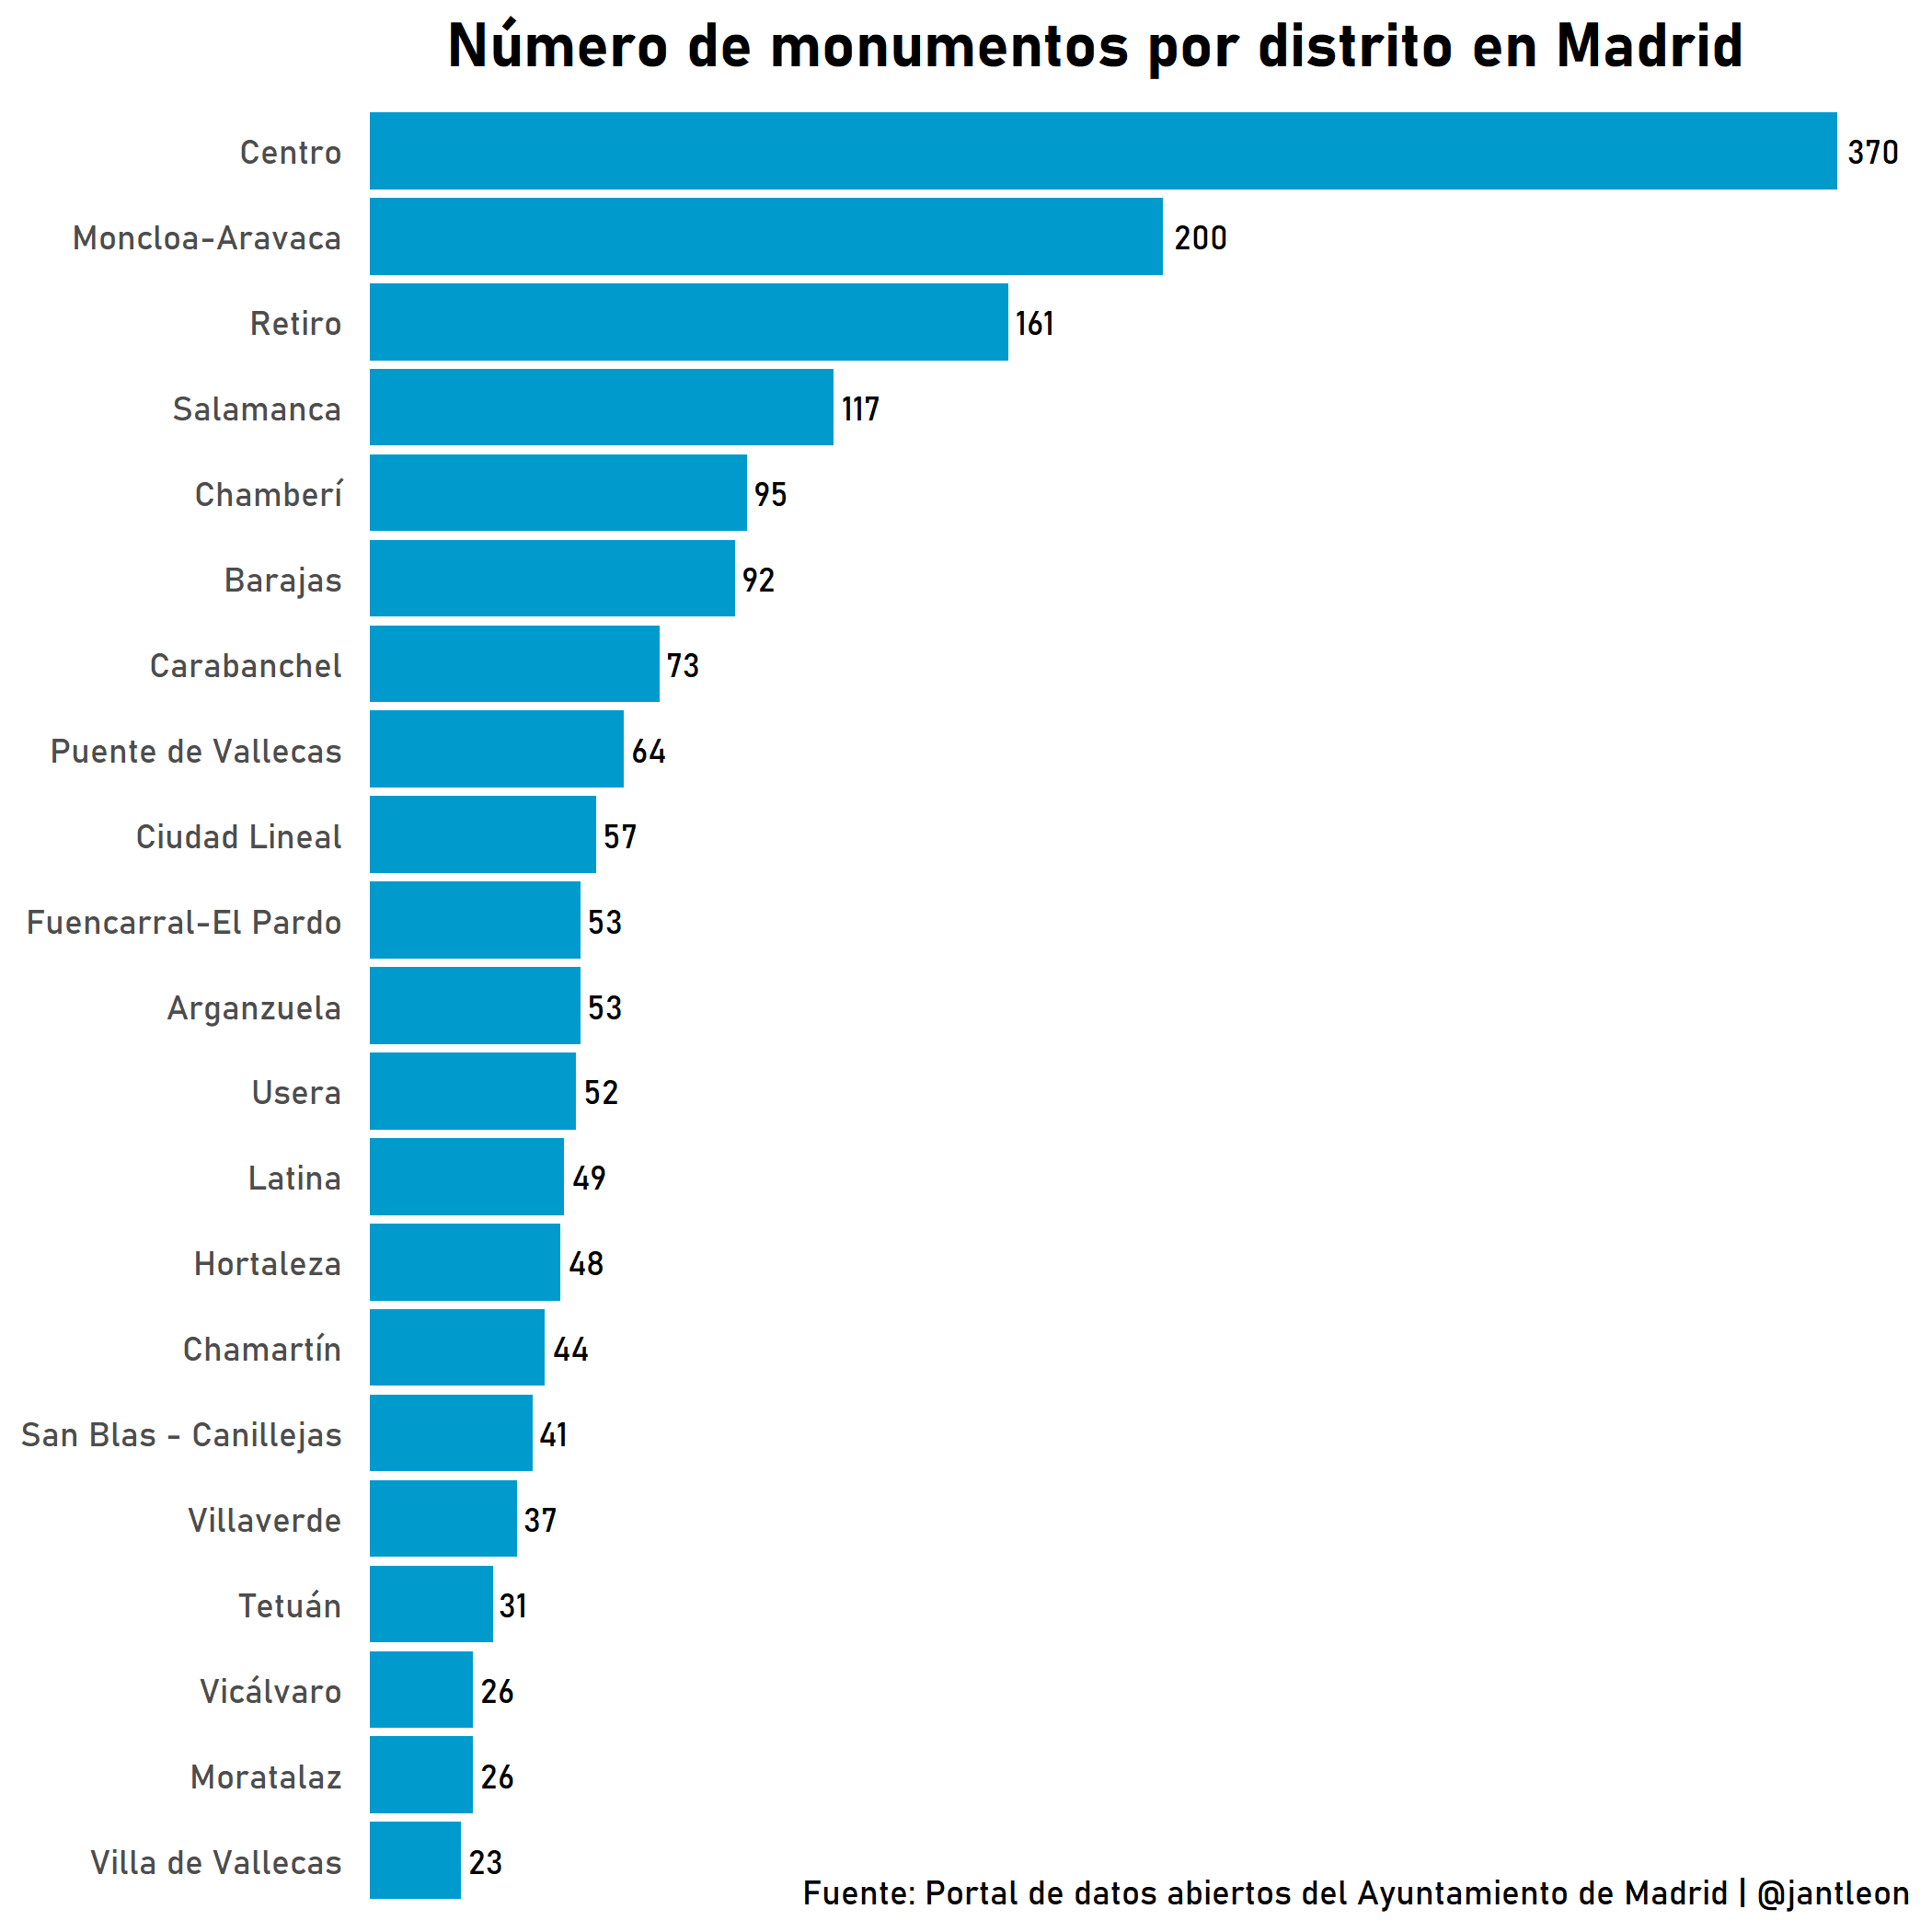 Número de monumentos por distrito en Madrid
Centro 370
Moncloa-Aravaca 200
Retiro 161
Salamanca 117
Chamberí 95
Barajas 92
Carabanchel 73
Puente de Vallecas 64
Ciudad Lineal 57
Fuencarral-El Pardo 53
Arganzuela 53
Usera 52
Latina 49
Hortaleza 48
Chamartín 44
San Blas - Canillejas 41
Villaverde 37
Tetuán 31
Vicálvaro 26
Moratalaz 26
Villa de Vallecas 23
Fuente: Portal de datos abiertos del Ayuntamiento de Madrid | @jantleon